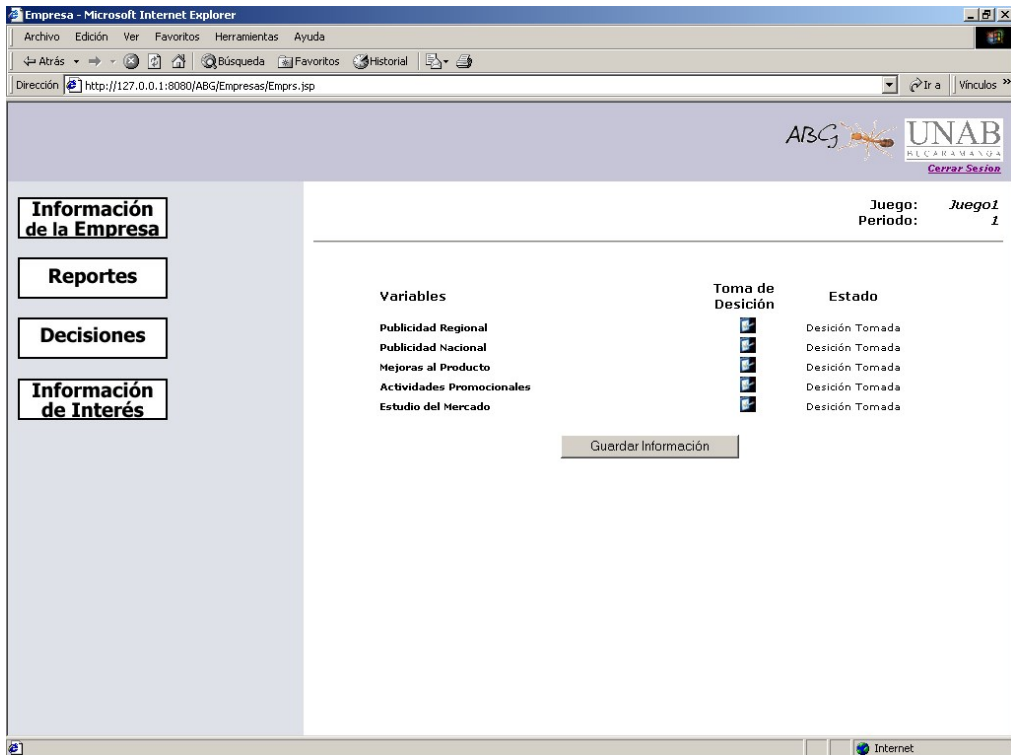 Empresa - Microsoft Internet Explorer
Archivo Edición Ver Favoritos Herramientas Ayuda
Atrás Búsqueda Favoritos Historial
Dirección http://127.0.0.1:8080/ABG/Empresas/Emprs.jsp Ir a Vínculos »
ABG UNAB
BUCARAMANGA
Cerrar Sesion
Juego: Juego1
Periodo: 1
Información
de la Empresa
Reportes
Decisiones
Información
de Interés
Variables Toma de Desición Estado
Publicidad Regional Desición Tomada
Publicidad Nacional Desición Tomada
Mejoras al Producto Desición Tomada
Actividades Promocionales Desición Tomada
Estudio del Mercado Desición Tomada
Guardar Información
Internet